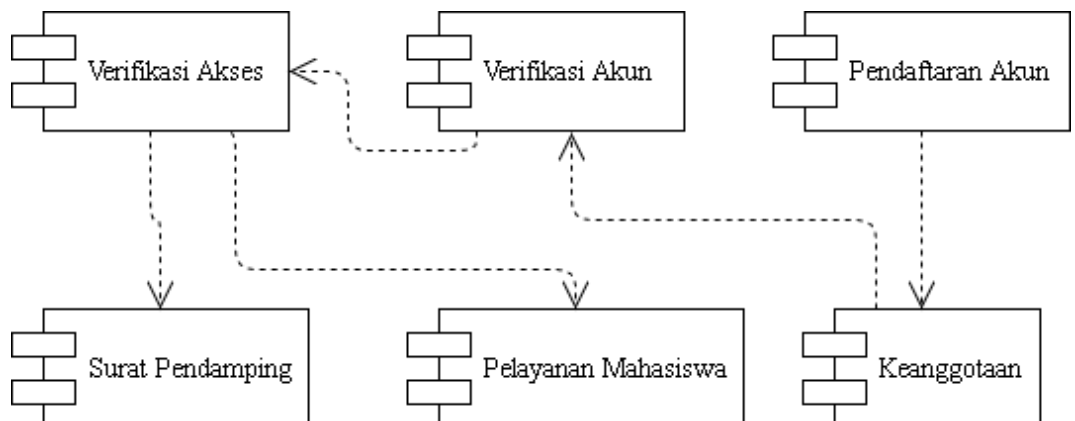 Verifikasi Akses
Verifikasi Akun
Pendaftaran Akun
Surat Pendamping
Pelayanan Mahasiswa
Keanggotaan